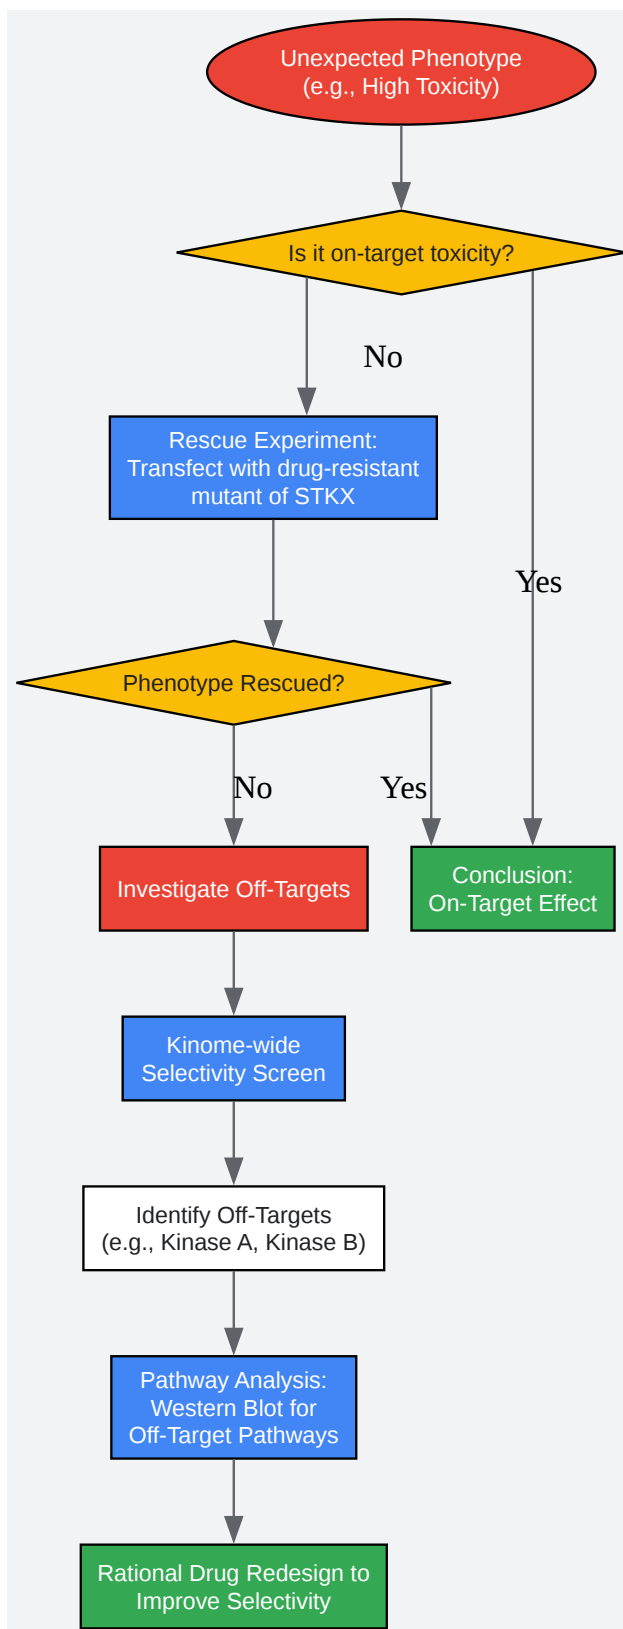 Unexpected Phenotype
(e.g., High Toxicity)
Is it on-target toxicity?
No
Rescue Experiment:
Transfect with drug-resistant
mutant of STKX
Yes
Phenotype Rescued?
No
Yes
Investigate Off-Targets
Conclusion:
On-Target Effect
Kinome-wide
Selectivity Screen
Identify Off-Targets
(e.g., Kinase A, Kinase B)
Pathway Analysis:
Western Blot for
Off-Target Pathways
Rational Drug Redesign to
Improve Selectivity